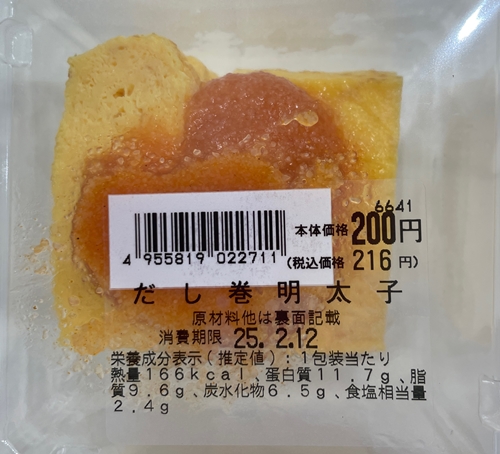 6641
本体価格 200円
4 955819 022711
(税込価格 216 円)
だし巻明太子
原材料他は裏面記載
消費期限 25. 2.12
栄養成分表示(推定値):1包装当たり
熱量166kcal、蛋白質11.7g、脂
質9.6g、炭水化物6.5g、食塩相当量
2.4g